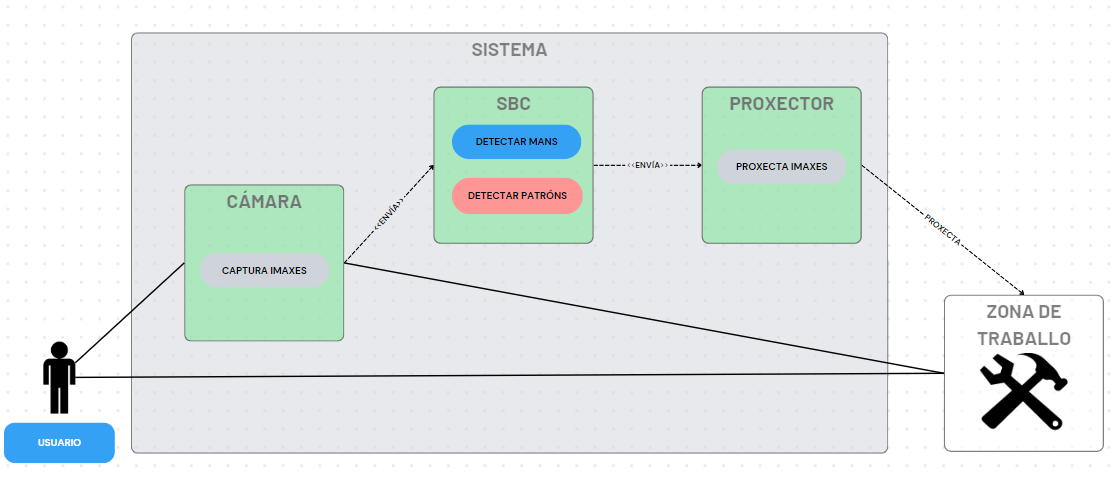 SISTEMA
SBC
DETECTAR MANS
DETECTAR PATRÓNS
<<ENVÍA>>
PROXECTOR
PROXECTA IMAXES
CÁMARA
CAPTURA IMAXES
<<ENVÍA>>
PROXECTA
ZONA DE
TRABALLO
USUARIO